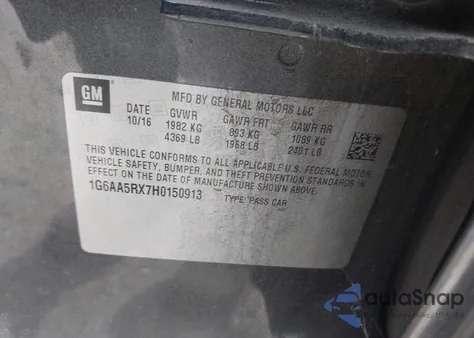 GM
MFD BY GENERAL MOTORS LLC
DATE GVWR GAWR FRT GAWR RR
10/16 1982 KG 893 KG 1089 KG
4369 LB 1968 LB 2401 LB
THIS VEHICLE CONFORMS TO ALL APPLICABLE U.S. FEDERAL MOTOR
VEHICLE SAFETY, BUMPER, AND THEFT PREVENTION STANDARDS IN
EFFECT ON THE DATE OF MANUFACTURE SHOWN ABOVE.
1G6AA5RX7H0150913 TYPE: PASS CAR
autoSnap